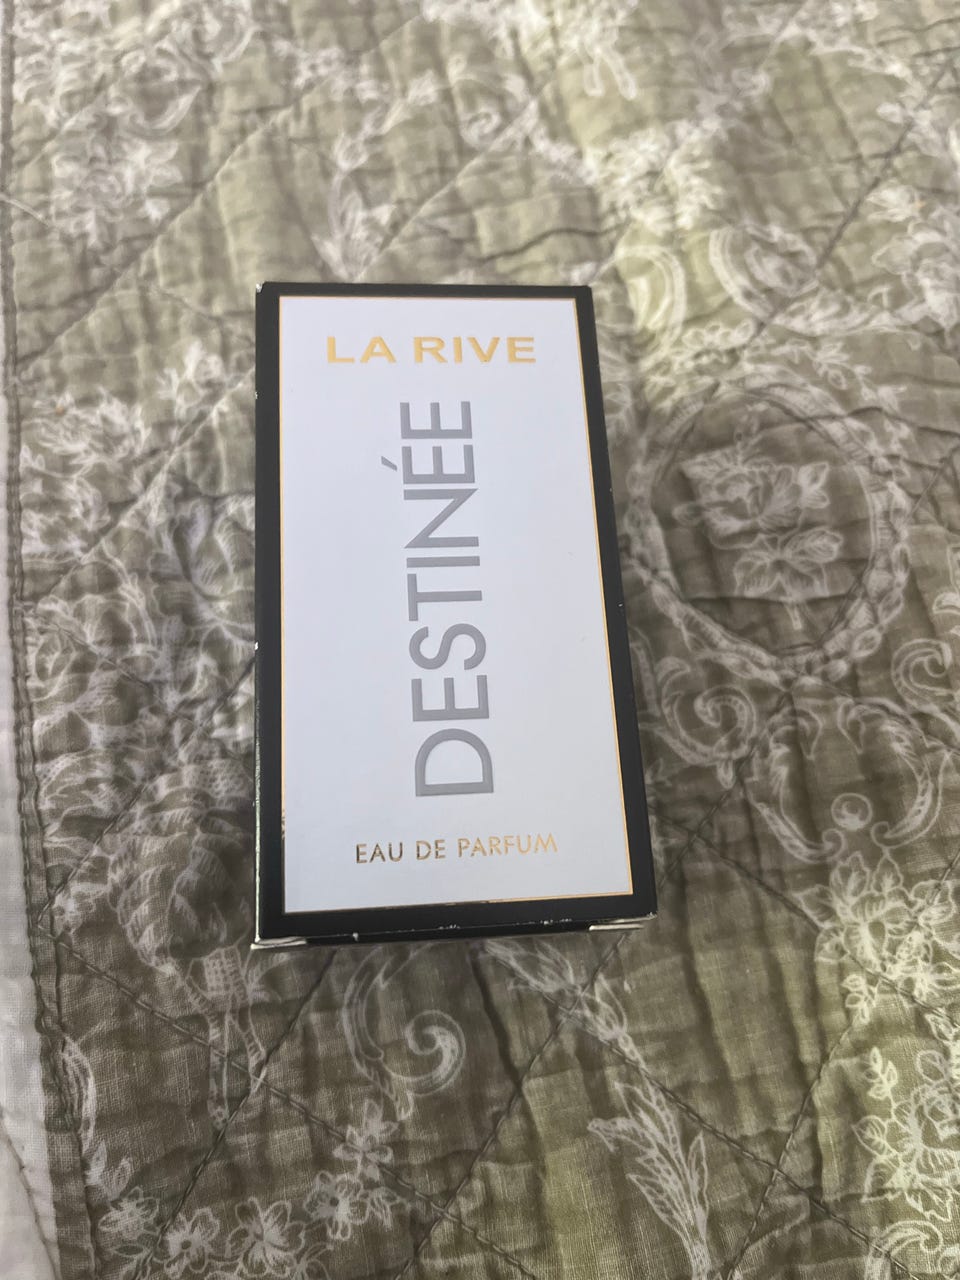 LA RIVE
DESTINÉE
EAU DE PARFUM